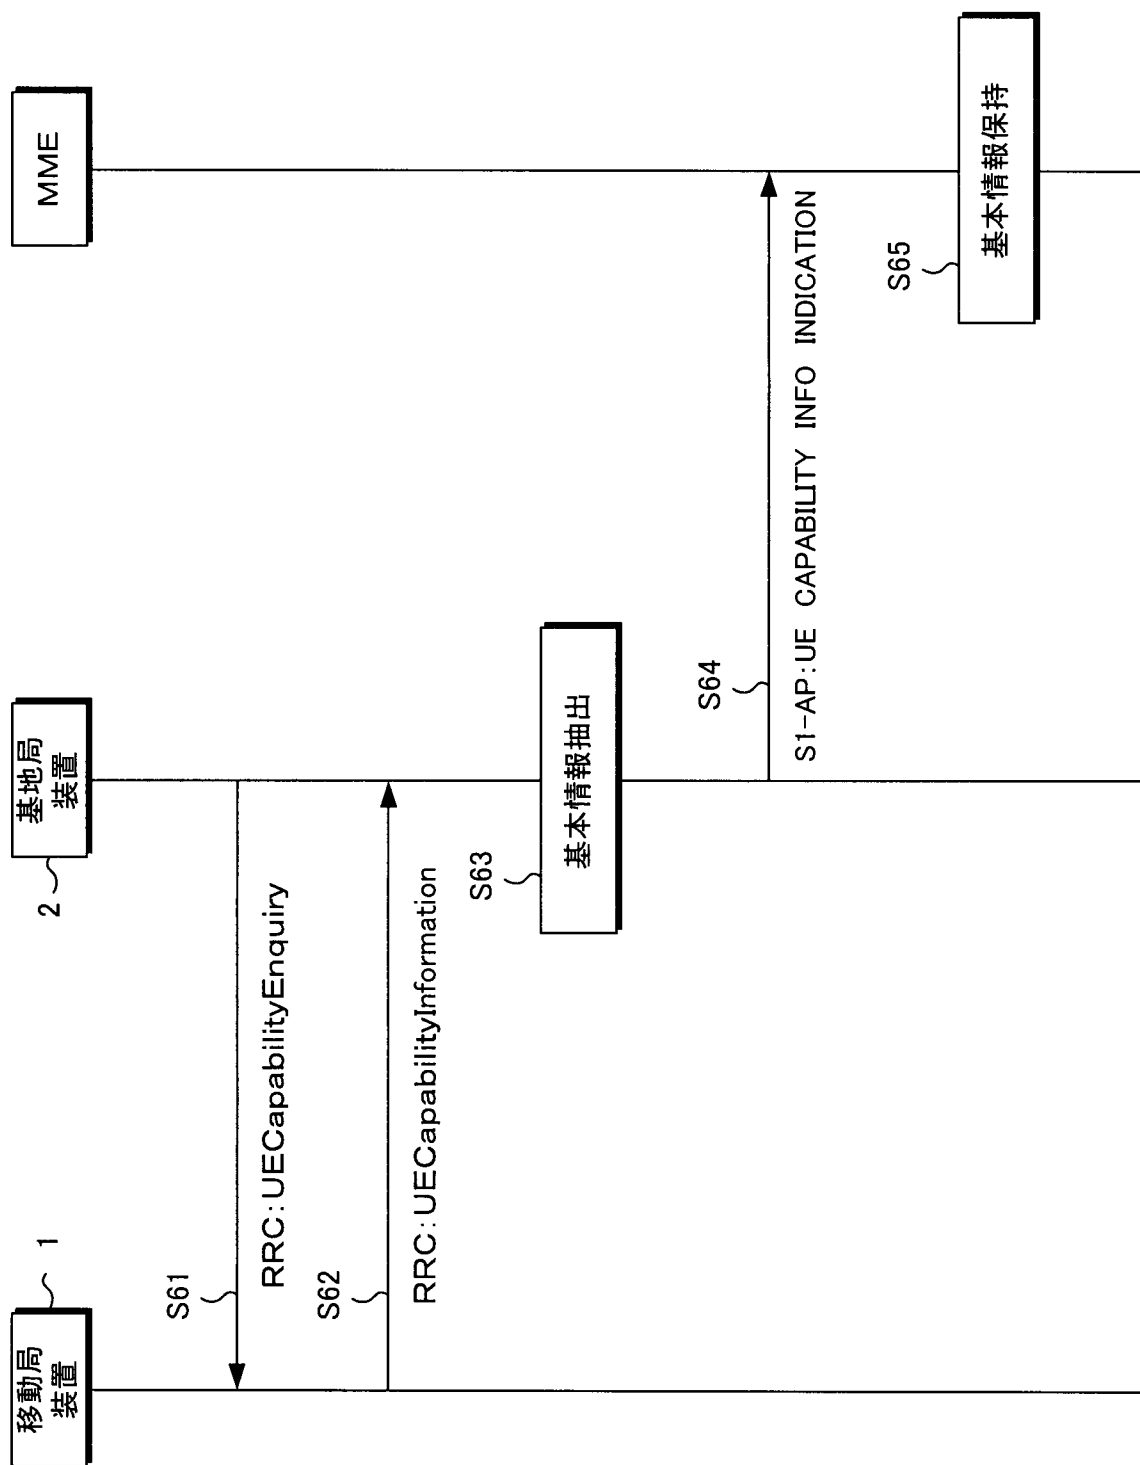 移動局
装置
1
基地局
装置
2
MME
S61
RRC:UECapabilityEnquiry
S62
RRC:UECapabilityInformation
S63
基本情報抽出
S64
S1-AP:UE CAPABILITY INFO INDICATION
S65
基本情報保持